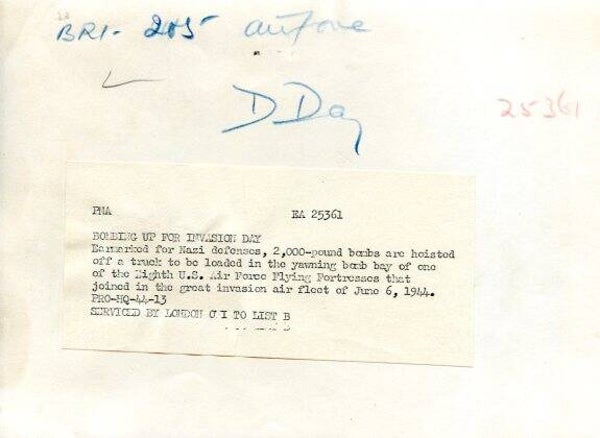 BRI- 205 airforce
D Day
25361
PNA EA 25361
BOMBING UP FOR INVASION DAY
Earmarked for Nazi defenses, 2,000-pound bombs are hoisted
off a truck to be loaded in the yawning bomb bay of one
of the Eighth U.S. Air Force Flying Fortresses that
joined in the great invasion air fleet of June 6, 1944.
PRO-HQ-44-13
SERVICED BY LONDON O I TO LIST B